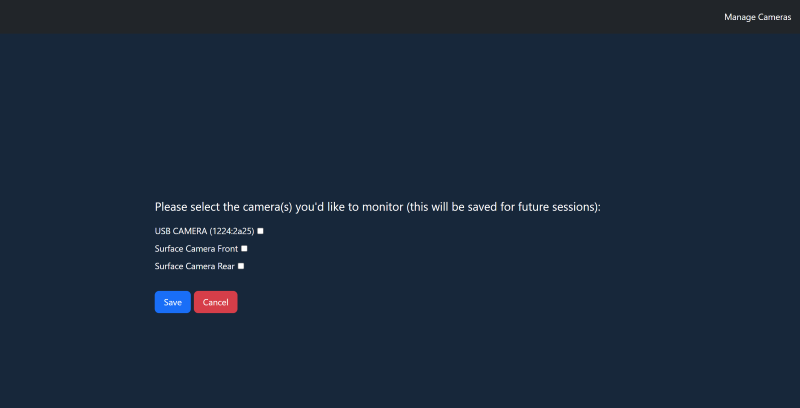 Manage Cameras
Please select the camera(s) you'd like to monitor (this will be saved for future sessions):
USB CAMERA (1224:2a25)
Surface Camera Front
Surface Camera Rear
Save Cancel